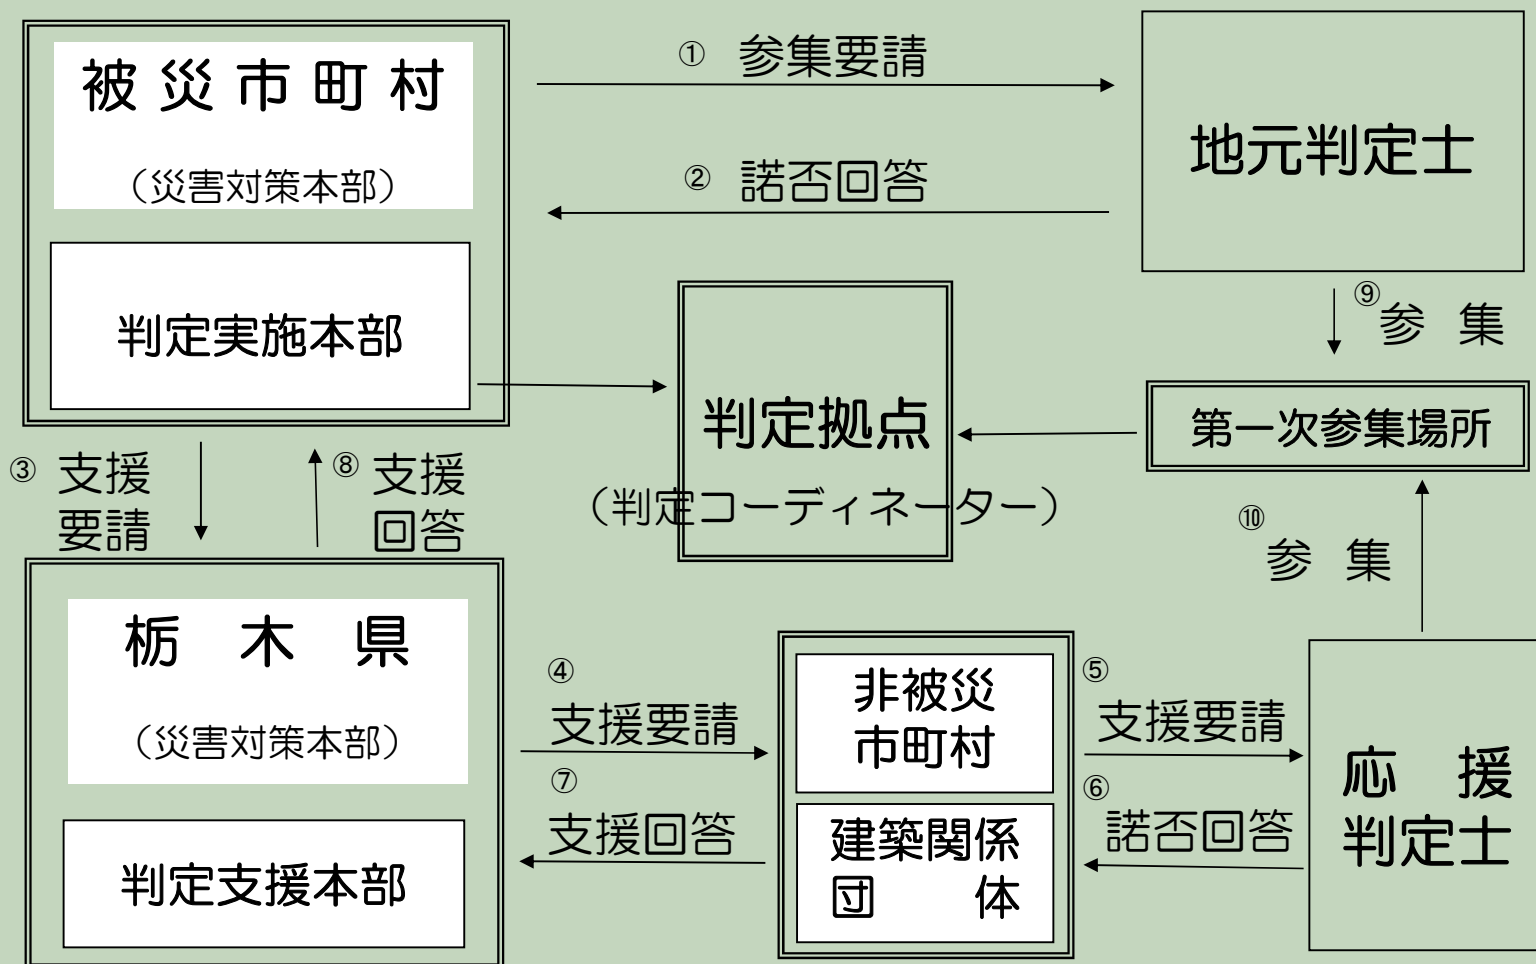 被災市町村
(災害対策本部)
判定実施本部
① 参集要請
② 諾否回答
地元判定士
⑨
参 集
判定拠点
(判定コーディネーター)
第一次参集場所
③ 支援
要請
⑧ 支援
回答
⑩
参 集
栃 木 県
(災害対策本部)
判定支援本部
④
支援要請
⑦
支援回答
非被災
市町村
建築関係
団 体
⑤
支援要請
⑥
諾否回答
応 援
判定士